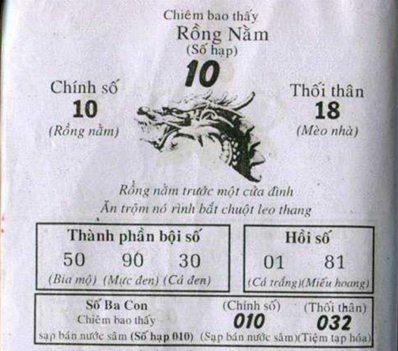 Chiêm bao thấy
Rồng Nằm
(Số hạp)
10
Chính số
10
(Rồng nằm)
Thối thân
18
(Mèo nhà)
Rồng nằm trước một cửa đình
Ăn trộm nó rình bắt chuột leo thang
Thành phần bội số
50 90 30
(Bia mộ) (Mực đen) (Cá đen)
Hồi số
01 81
(Cá trắng)(Miếu hoang)
Số Ba Con (Chính số) (Thối thân)
Chiêm bao thấy 010 032
sạp bán nước sâm (Số hạp 010) (Sạp bán nước sâm)(Tiệm tạp hóa)